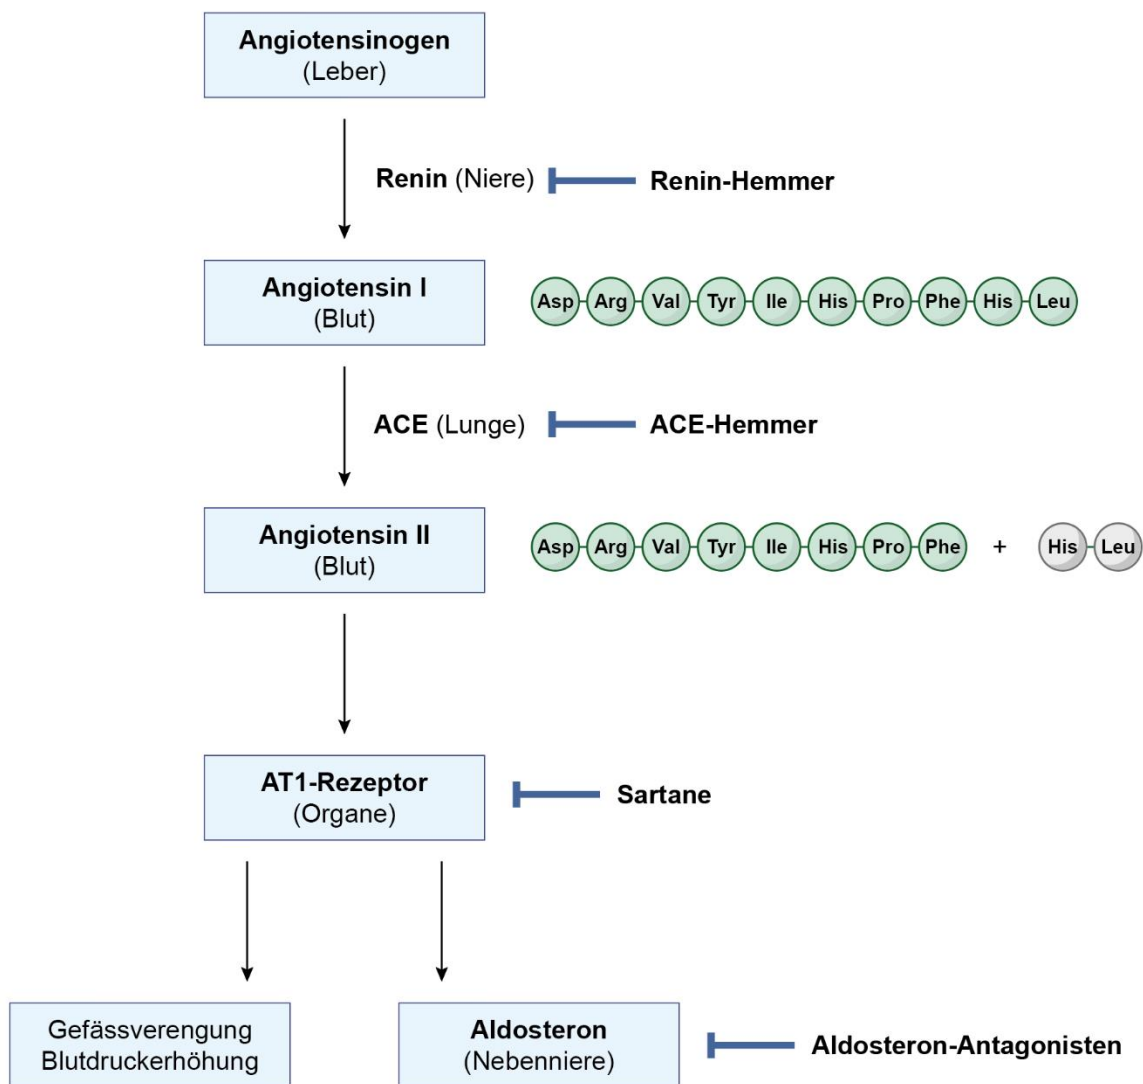 Angiotensinogen
(Leber)
Renin (Niere)
Renin-Hemmer
Angiotensin I
(Blut)
Asp Arg Val Tyr Ile His Pro Phe His Leu
ACE (Lunge)
ACE-Hemmer
Angiotensin II
(Blut)
Asp Arg Val Tyr Ile His Pro Phe + His Leu
AT1-Rezeptor
(Organe)
Sartane
Gefässverengung
Blutdruckerhöhung
Aldosteron
(Nebenniere)
Aldosteron-Antagonisten